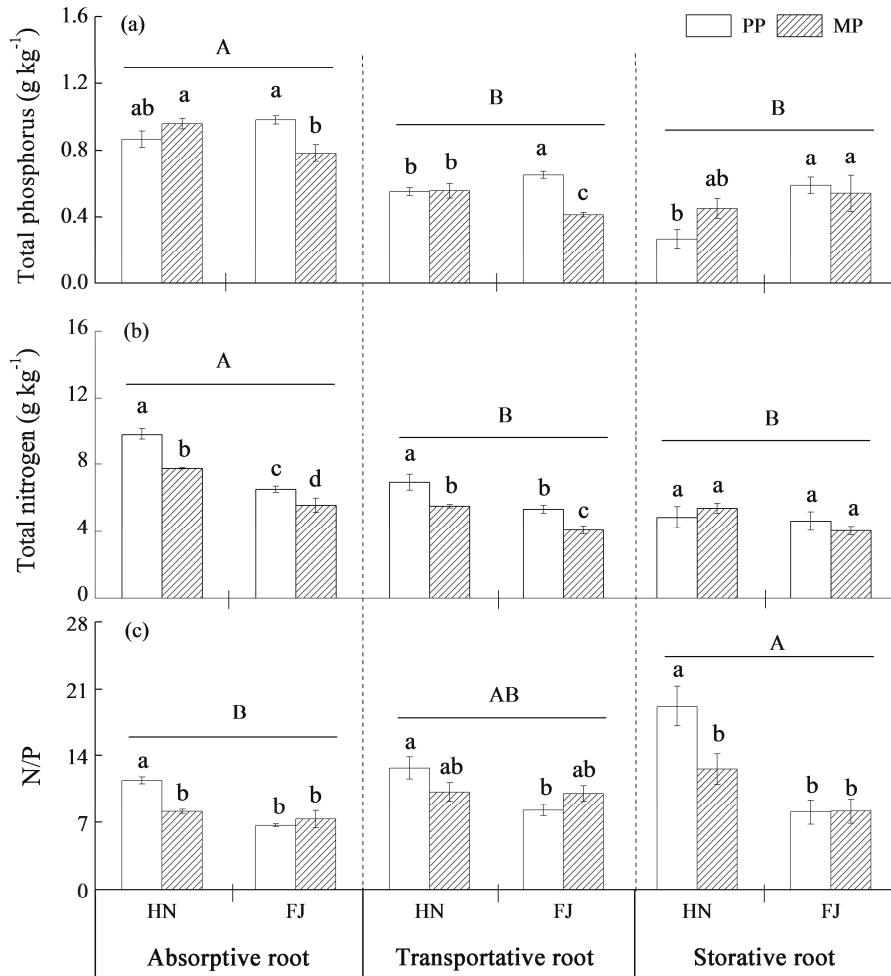 (a)
PP MP
Total phosphorus (g kg⁻¹)
1.6
1.2
0.8
0.4
0.0
A
B
B
ab a a b
b b a c
b ab a a
(b)
Total nitrogen (g kg⁻¹)
16
12
8
4
0
A
B
B
a b c d
a b b c
a a a a
(c)
N/P
28
21
14
7
0
B
AB
A
a b b b
a ab b ab
a b b b
HN FJ HN FJ HN FJ
Absorptive root Transportative root Storative root